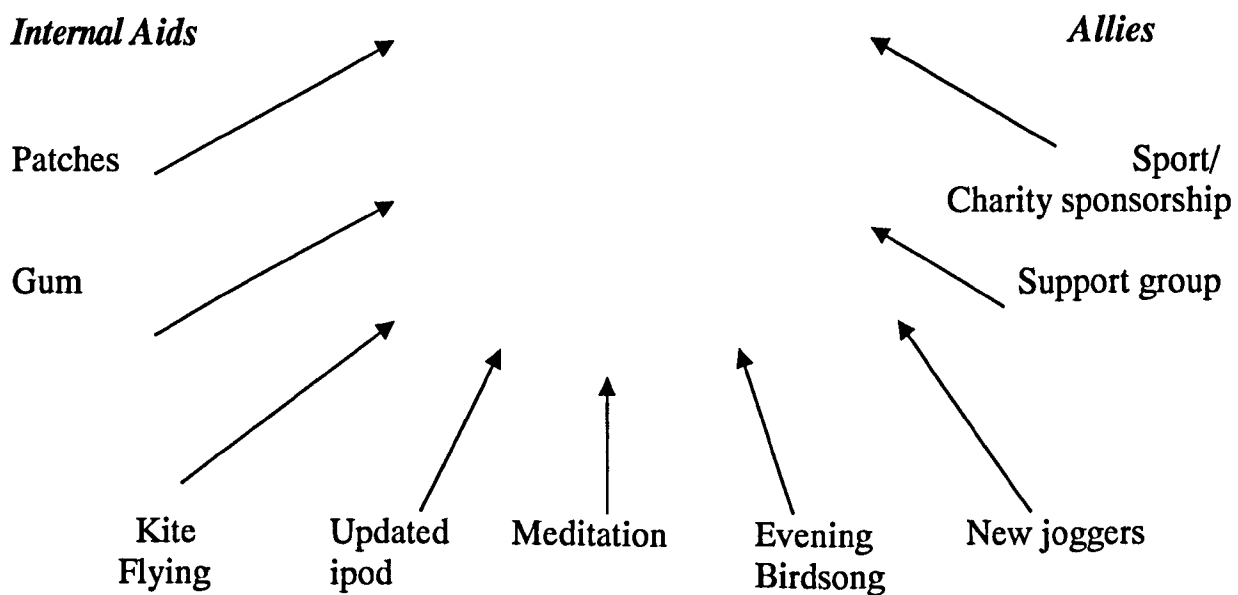 Internal Aids
Allies
Patches
Sport/
Charity sponsorship
Gum
Support group
Kite
Flying
Updated
ipod
Meditation
Evening
Birdsong
New joggers